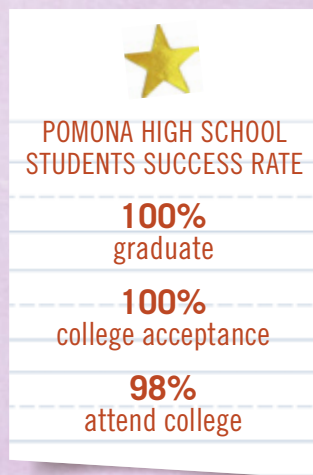 POMONA HIGH SCHOOL
STUDENTS SUCCESS RATE
100%
graduate
100%
college acceptance
98%
attend college